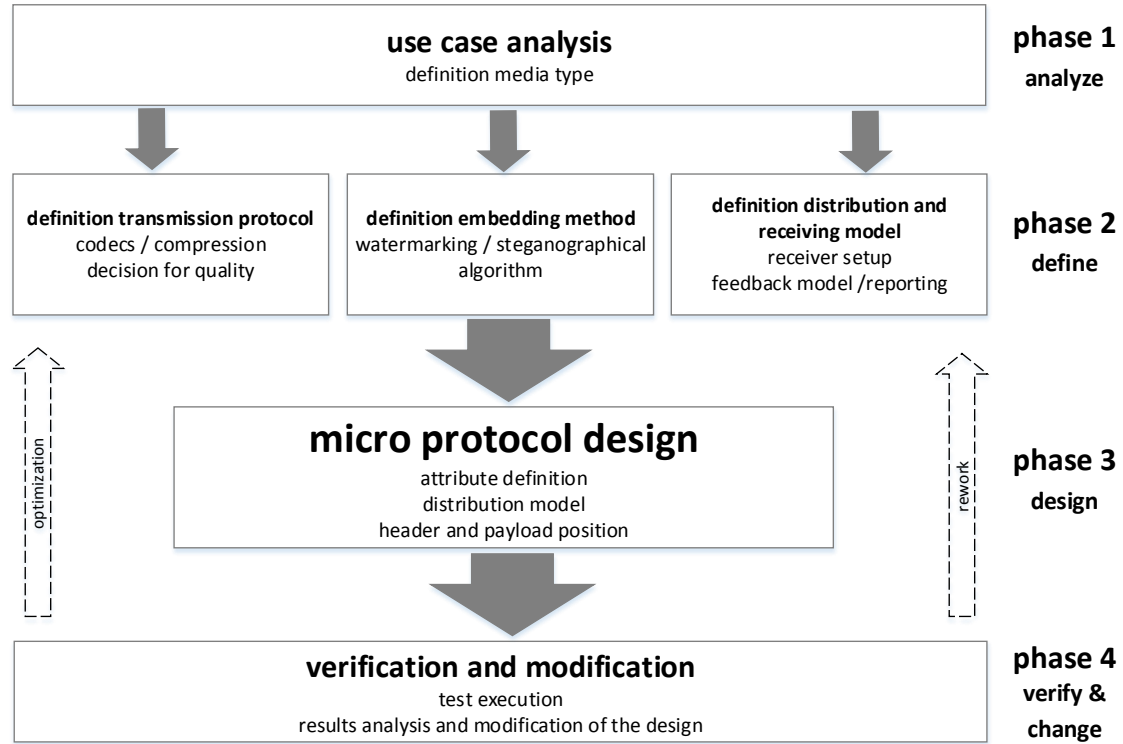 use case analysis
definition media type
phase 1
analyze
definition transmission protocol
codecs / compression
decision for quality
definition embedding method
watermarking / steganographical
algorithm
definition distribution and
receiving model
receiver setup
feedback model /reporting
phase 2
define
optimization
micro protocol design
attribute definition
distribution model
header and payload position
rework
phase 3
design
verification and modification
test execution
results analysis and modification of the design
phase 4
verify &
change